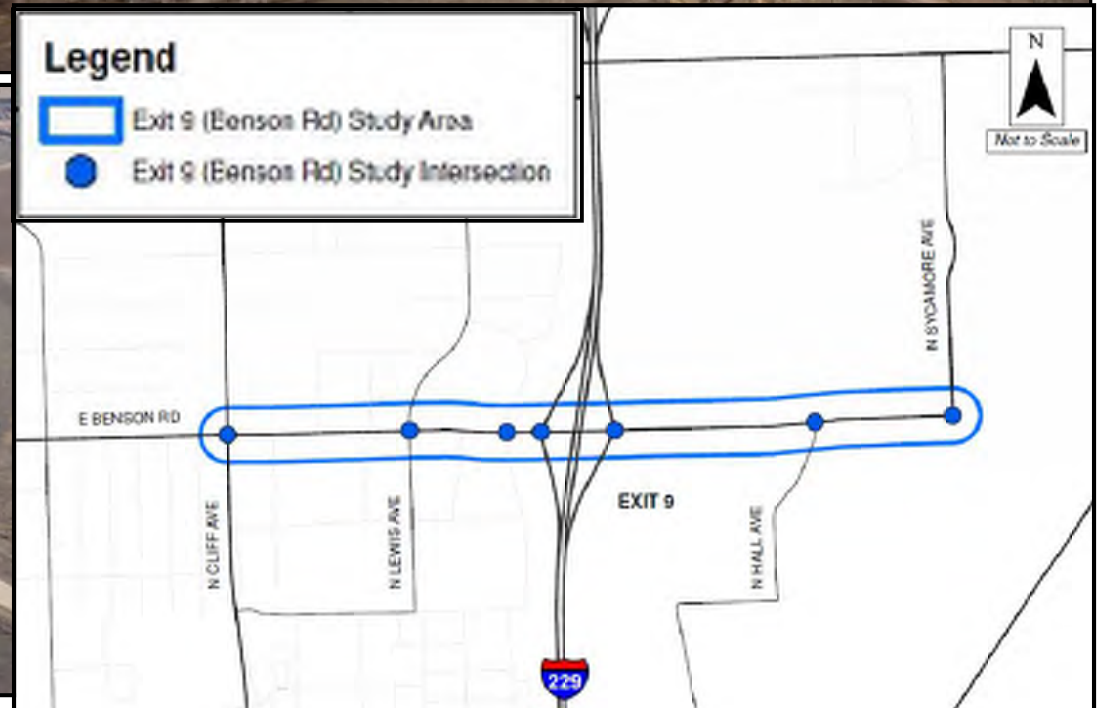 Legend
Exit 9 (Benson Rd) Study Area
Exit 9 (Benson Rd) Study Intersection
N
Not to Scale
N SYCAMORE AVE
E BENSON RD
EXIT 9
N CLIFF AVE
N LEWIS AVE
N HALL AVE
229